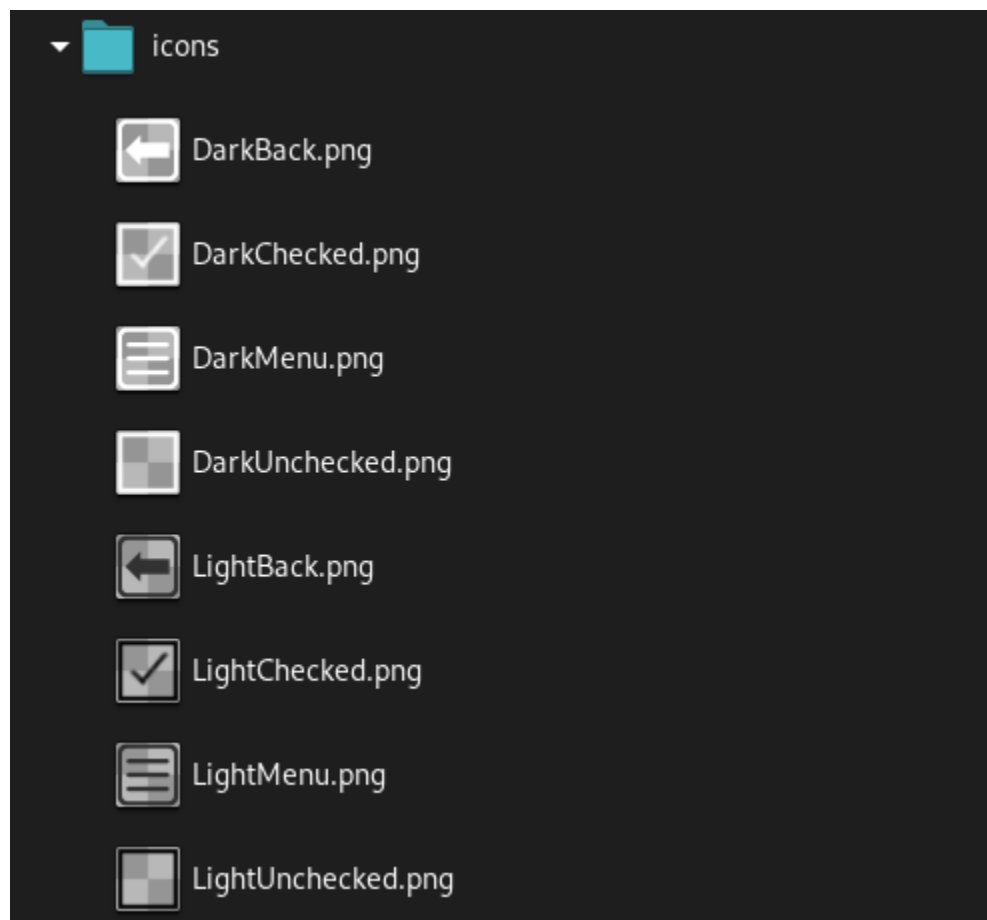 icons
DarkBack.png
DarkChecked.png
DarkMenu.png
DarkUnchecked.png
LightBack.png
LightChecked.png
LightMenu.png
LightUnchecked.png